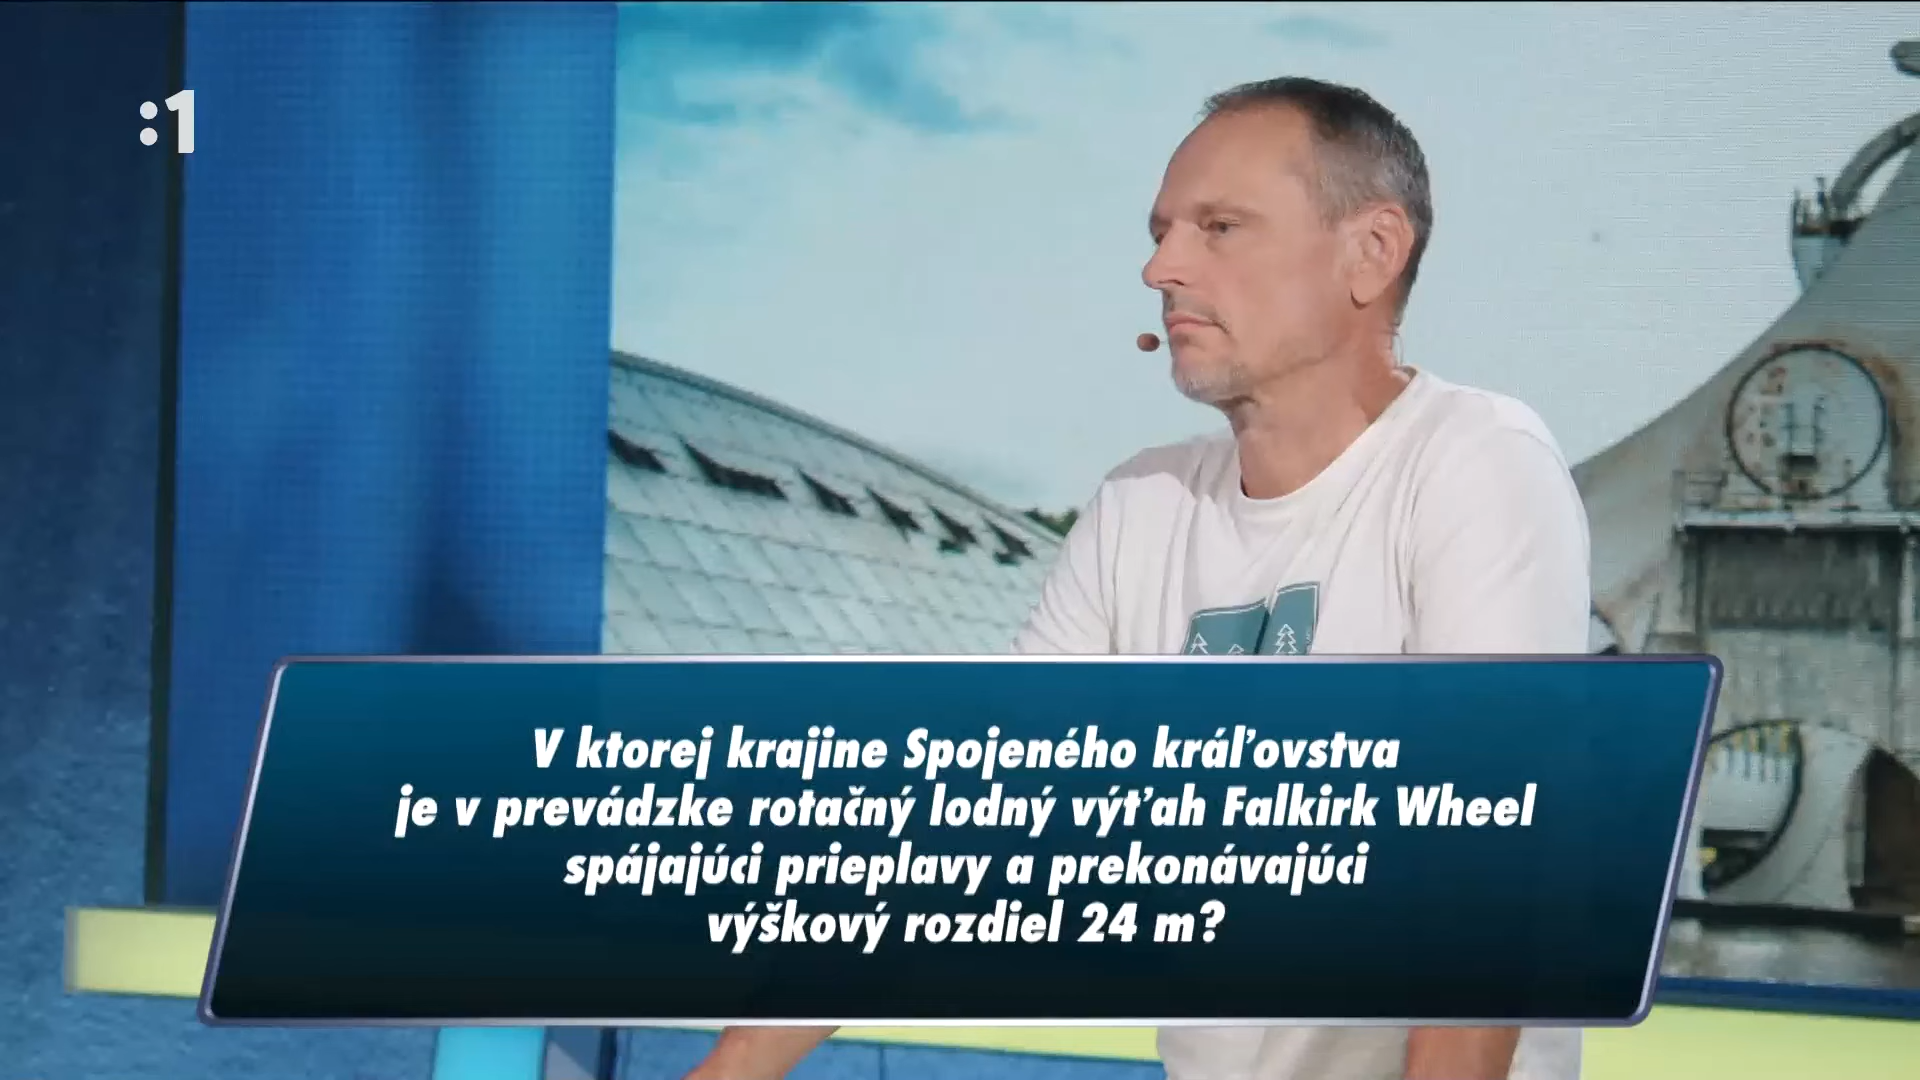 :1
V ktorej krajine Spojeného kráľovstva
je v prevádzke rotačný lodný výťah Falkirk Wheel
spájajúci prieplavy a prekonávajúci
výškový rozdiel 24 m?